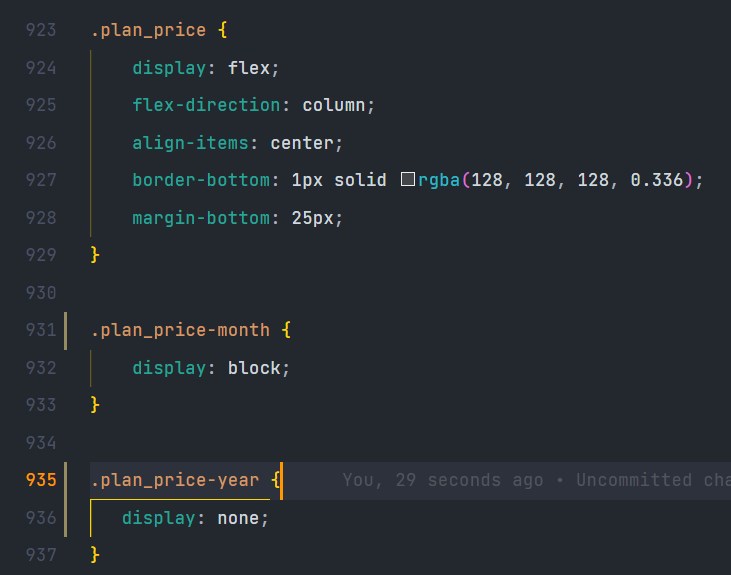 923 .plan_price {
924 display: flex;
925 flex-direction: column;
926 align-items: center;
927 border-bottom: 1px solid rgba(128, 128, 128, 0.336);
928 margin-bottom: 25px;
929 }
930
931 .plan_price-month {
932 display: block;
933 }
934
935 .plan_price-year { You, 29 seconds ago • Uncommitted
936 display: none;
937 }